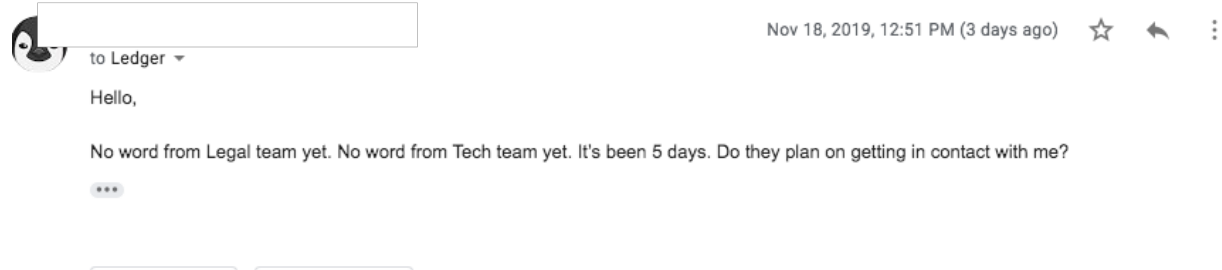 Nov 18, 2019, 12:51 PM (3 days ago)
to Ledger
Hello,
No word from Legal team yet. No word from Tech team yet. It's been 5 days. Do they plan on getting in contact with me?